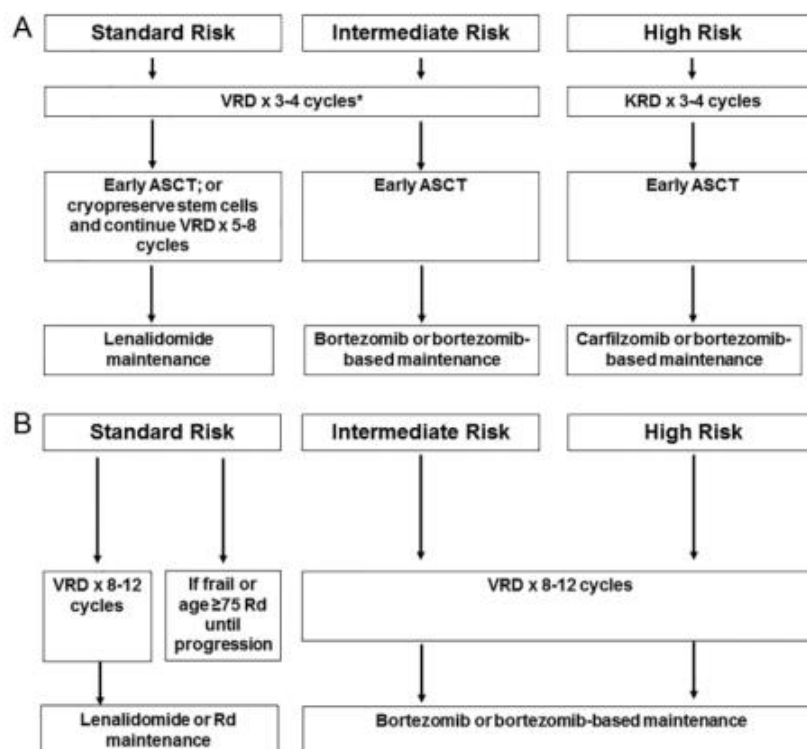 A
Standard Risk
Intermediate Risk
High Risk
VRD x 3-4 cycles*
KRD x 3-4 cycles
Early ASCT; or
cryopreserve stem cells
and continue VRD x 5-8
cycles
Early ASCT
Early ASCT
Lenalidomide
maintenance
Bortezomib or bortezomib-
based maintenance
Carfilzomib or bortezomib-
based maintenance
B
Standard Risk
Intermediate Risk
High Risk
VRD x 8-12
cycles
If frail or
age ≥75 Rd
until
progression
VRD x 8-12 cycles
Lenalidomide or Rd
maintenance
Bortezomib or bortezomib-based maintenance